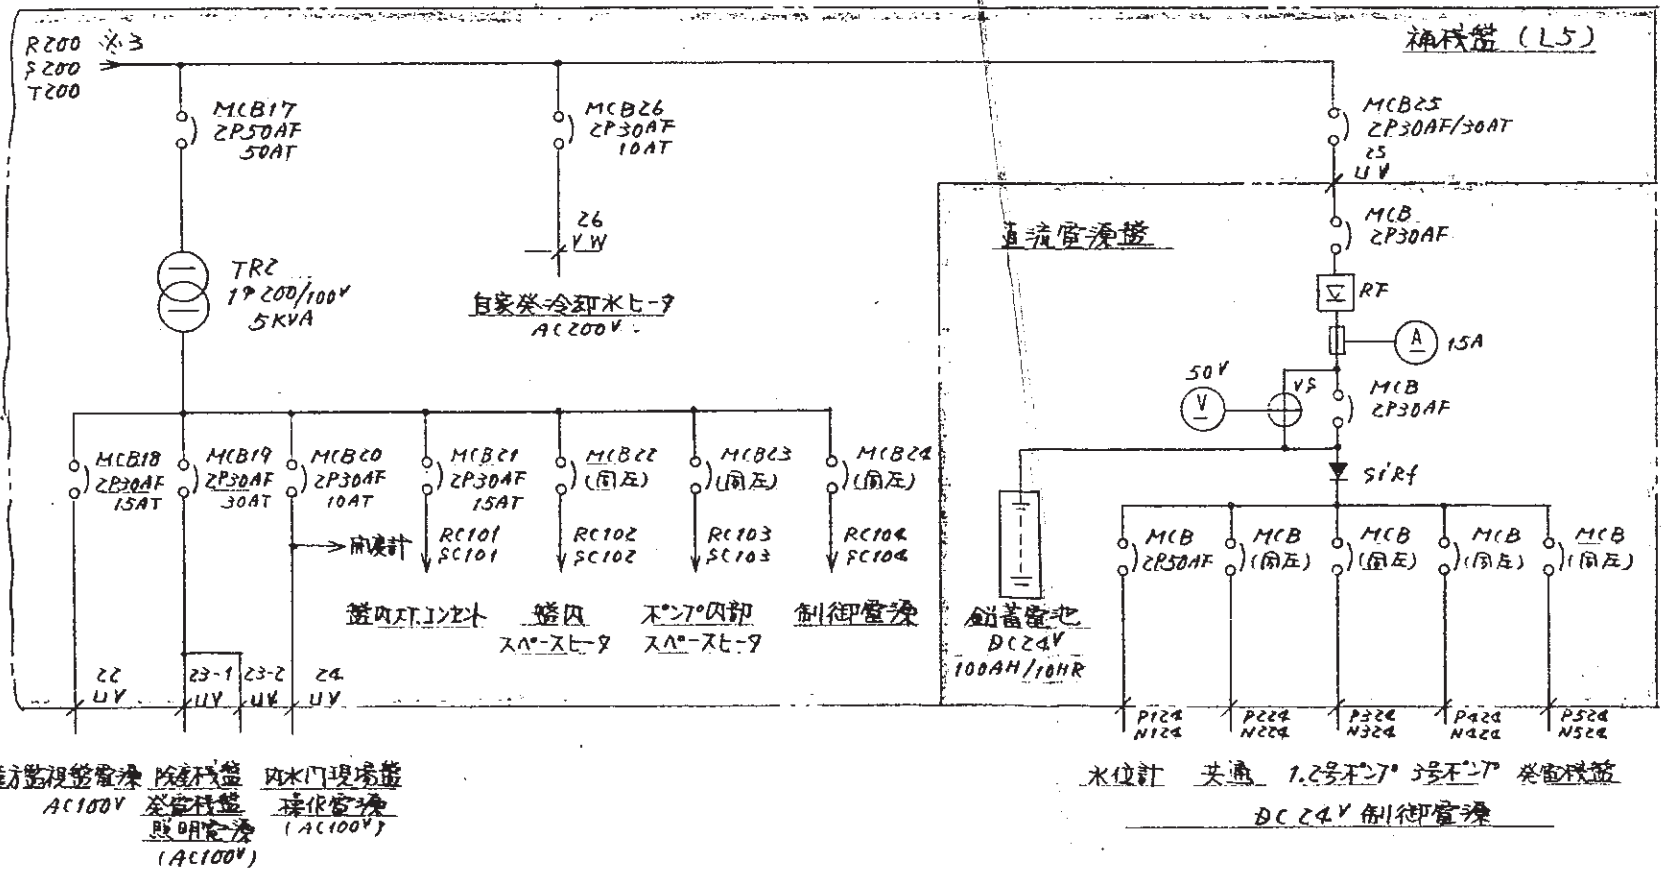 R200 ※3
S200
T200
補機盤 (L5)
MCB17
2P50AF
50AT
MCB26
2P30AF
10AT
MCB25
2P30AF/30AT
25
UV
26
VW
自家発冷却水ヒータ
AC200V
TR2
1φ200/100V
5KVA
直流電源盤
MCB
2P30AF
RF
A
15A
50V
V
VS
MCB
2P30AF
SiRf
MCB18
2P30AF
15AT
MCB19
2P30AF
30AT
MCB20
2P30AF
10AT
MCB21
2P30AF
15AT
MCB22
(同左)
MCB23
(同左)
MCB24
(同左)
開度計
RC101
SC101
RC102
SC102
RC103
SC103
RC104
SC104
盤内灯コンセント
盤内
スペースヒータ
ポンプ内部
スペースヒータ
制御電源
鉛蓄電池
DC24V
100AH/10HR
MCB
2P50AF
MCB
(同左)
MCB
(同左)
MCB
(同左)
MCB
(同左)
22
UV
23-1
UV
23-2
UV
24
UV
P124
N124
P224
N224
P324
N324
P424
N424
P524
N524
監視盤電源
AC100V
除塵機盤
発電機盤
照明電源
(AC100V)
内水門現場盤
操作電源
(AC100V)
水位計
共通
1.2号ポンプ
3号ポンプ
発電機盤
DC24V 制御電源